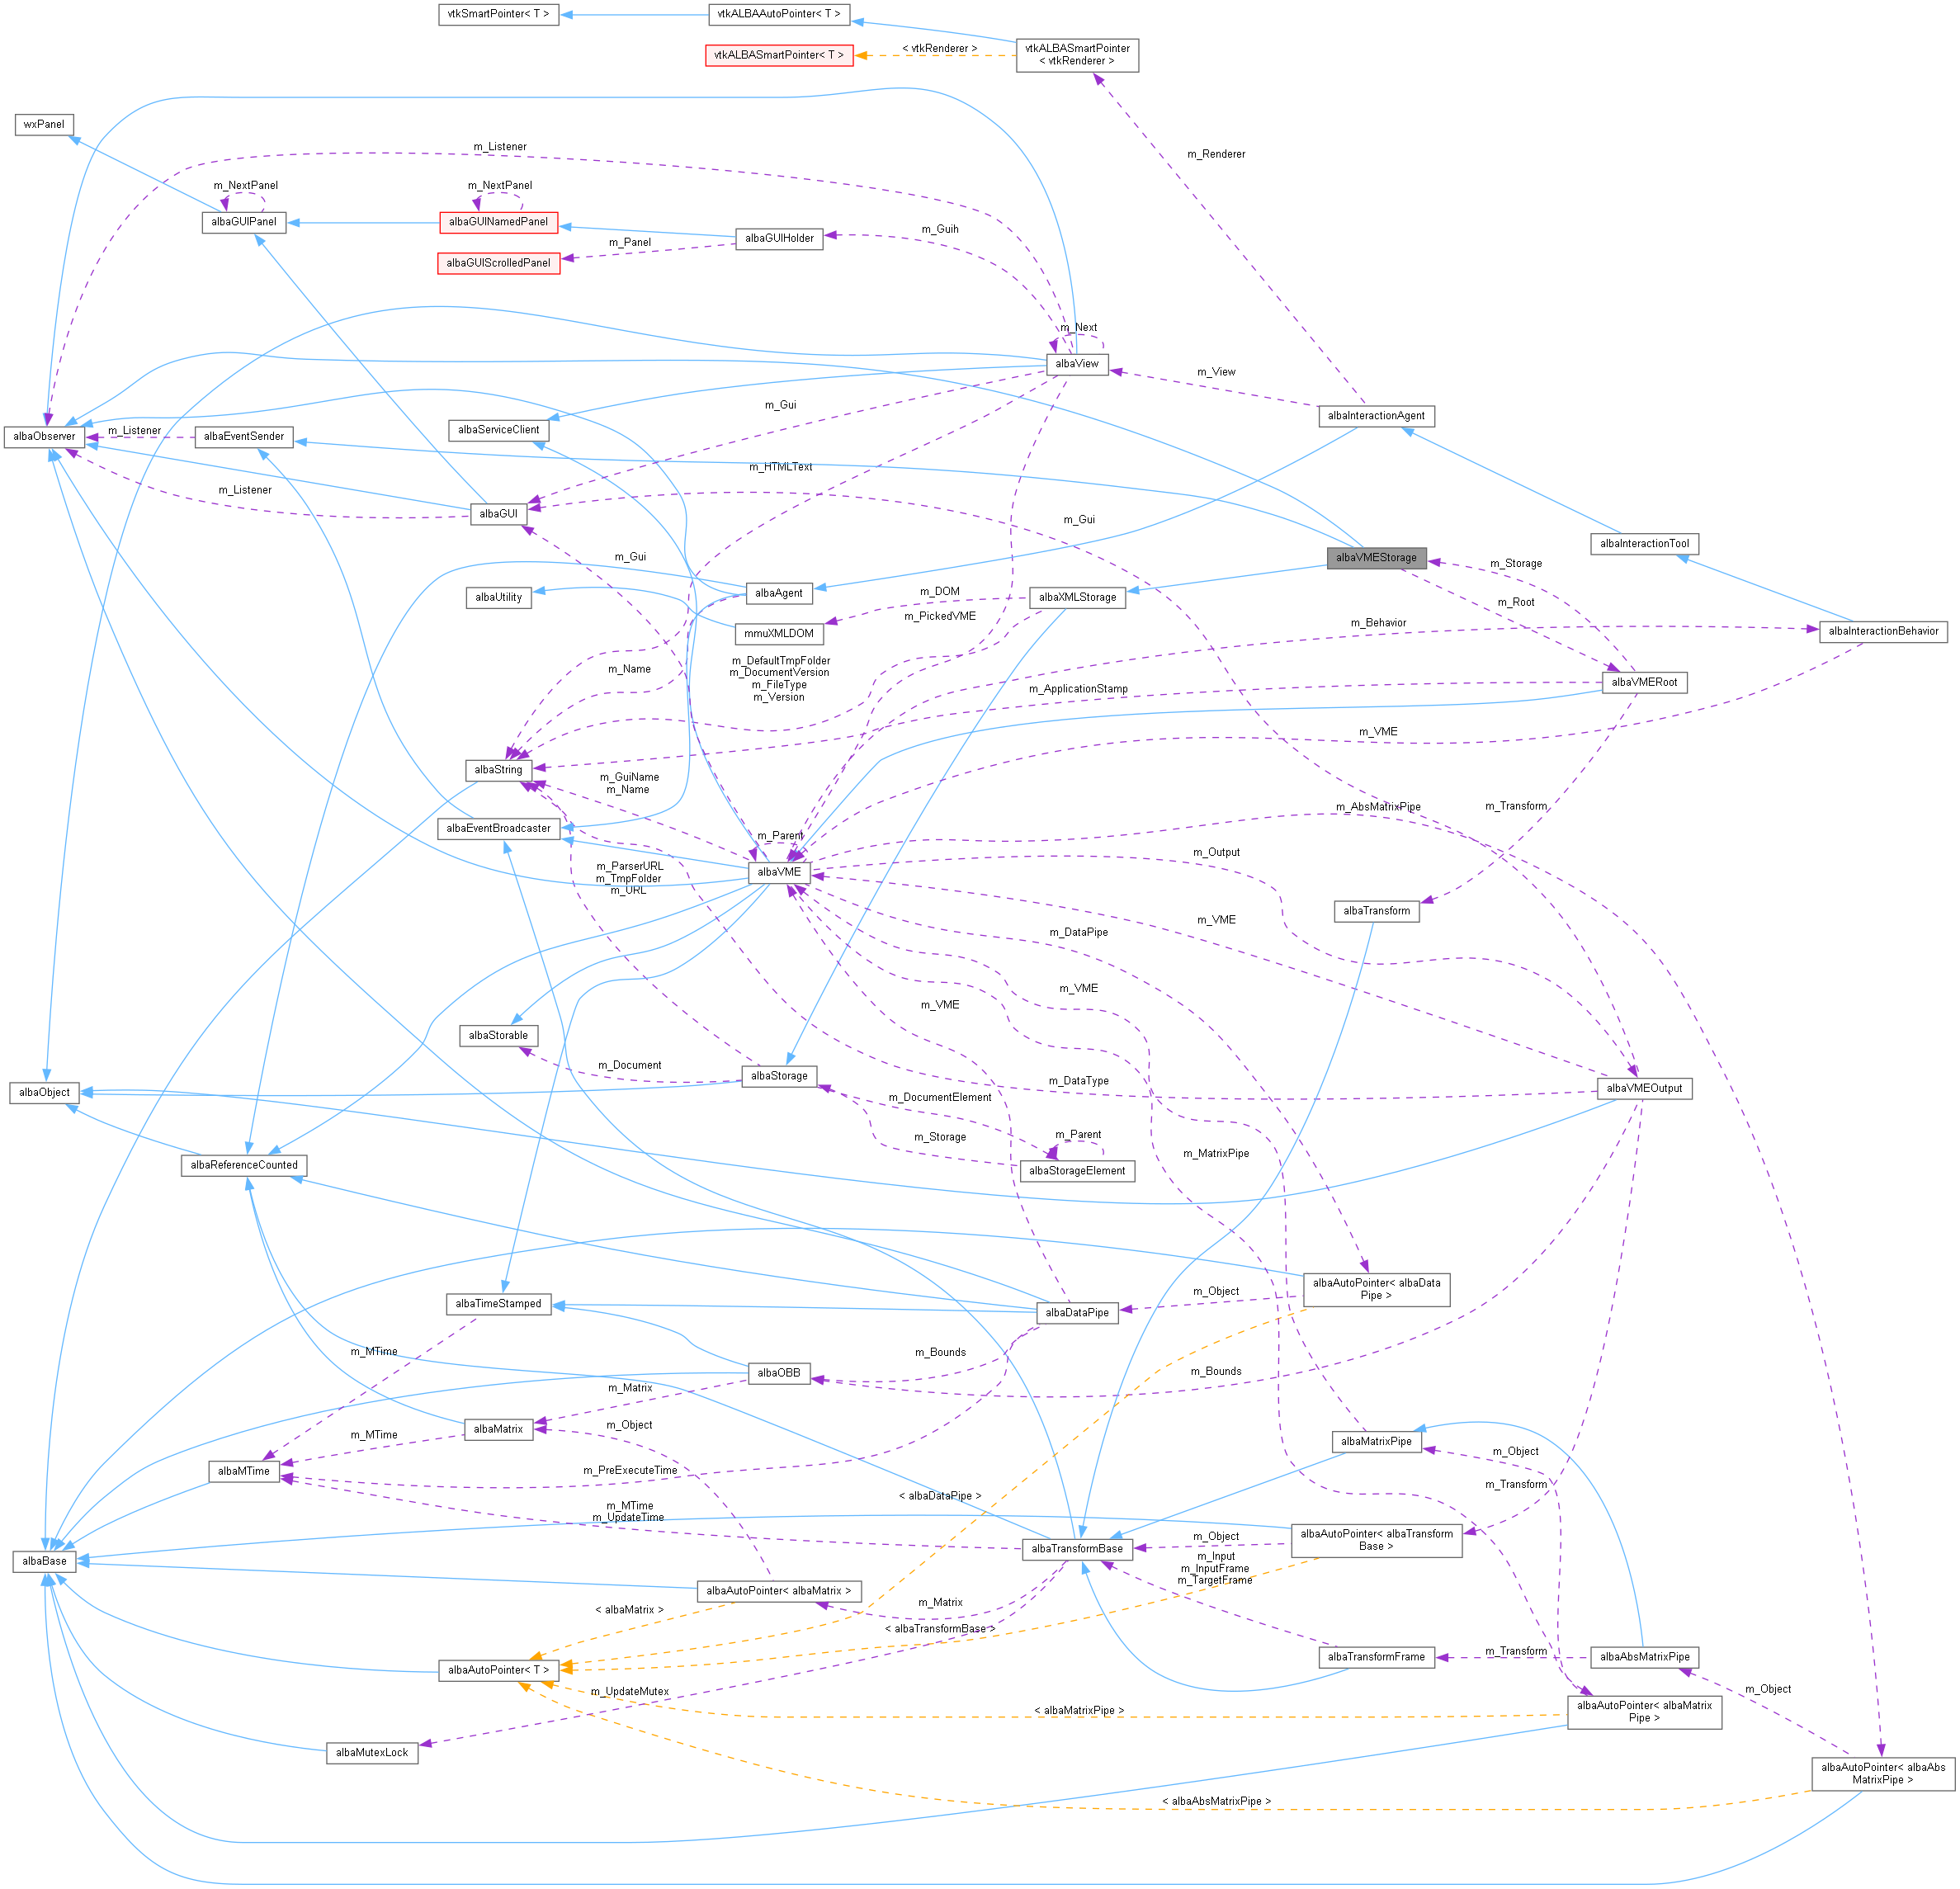 vtkSmartPointer< T >
vtkALBAAutoPointer< T >
vtkALBASmartPointer< T >
< vtkRenderer >
vtkALBASmartPointer
< vtkRenderer >
wxPanel
m_Listener
m_Renderer
m_NextPanel
m_NextPanel
albaGUIPanel
albaGUINamedPanel
albaGUIHolder
m_Guih
m_Panel
albaGUIScrolledPanel
m_Next
albaView
m_View
m_Gui
albaInteractionAgent
albaObserver
m_Listener
albaEventSender
albaServiceClient
m_HTMLText
m_Listener
albaGUI
m_Gui
albaInteractionTool
m_Gui
albaVMEStorage
m_Storage
albaUtility
albaAgent
m_DOM
albaXMLStorage
m_Root
m_PickedVME
mmuXMLDOM
m_Behavior
albaInteractionBehavior
m_Name
m_DefaultTmpFolder
m_DocumentVersion
m_FileType
m_Version
m_ApplicationStamp
albaVMERoot
m_VME
albaString
m_GuiName
m_Name
m_AbsMatrixPipe
m_Transform
albaEventBroadcaster
m_Parent
m_Output
albaVME
m_ParserURL
m_TmpFolder
m_URL
albaTransform
m_VME
m_DataPipe
m_VME
m_VME
albaStorable
m_Document
albaStorage
m_DataType
albaVMEOutput
albaObject
m_DocumentElement
m_Storage
m_Parent
m_MatrixPipe
albaReferenceCounted
albaStorageElement
albaAutoPointer< albaData
Pipe >
m_Object
albaTimeStamped
albaDataPipe
m_MTime
m_Bounds
albaOBB
m_Bounds
m_Matrix
m_Object
albaMatrix
m_MTime
albaMatrixPipe
m_Object
albaMTime
m_PreExecuteTime
m_Transform
< albaDataPipe >
m_MTime
m_UpdateTime
m_Object
albaAutoPointer< albaTransform
Base >
albaBase
albaTransformBase
m_Input
m_InputFrame
m_TargetFrame
albaAutoPointer< albaMatrix >
m_Matrix
< albaMatrix >
< albaTransformBase >
albaTransformFrame
m_Transform
albaAbsMatrixPipe
albaAutoPointer< T >
m_UpdateMutex
m_Object
< albaMatrixPipe >
albaAutoPointer< albaMatrix
Pipe >
albaMutexLock
albaAutoPointer< albaAbs
MatrixPipe >
< albaAbsMatrixPipe >